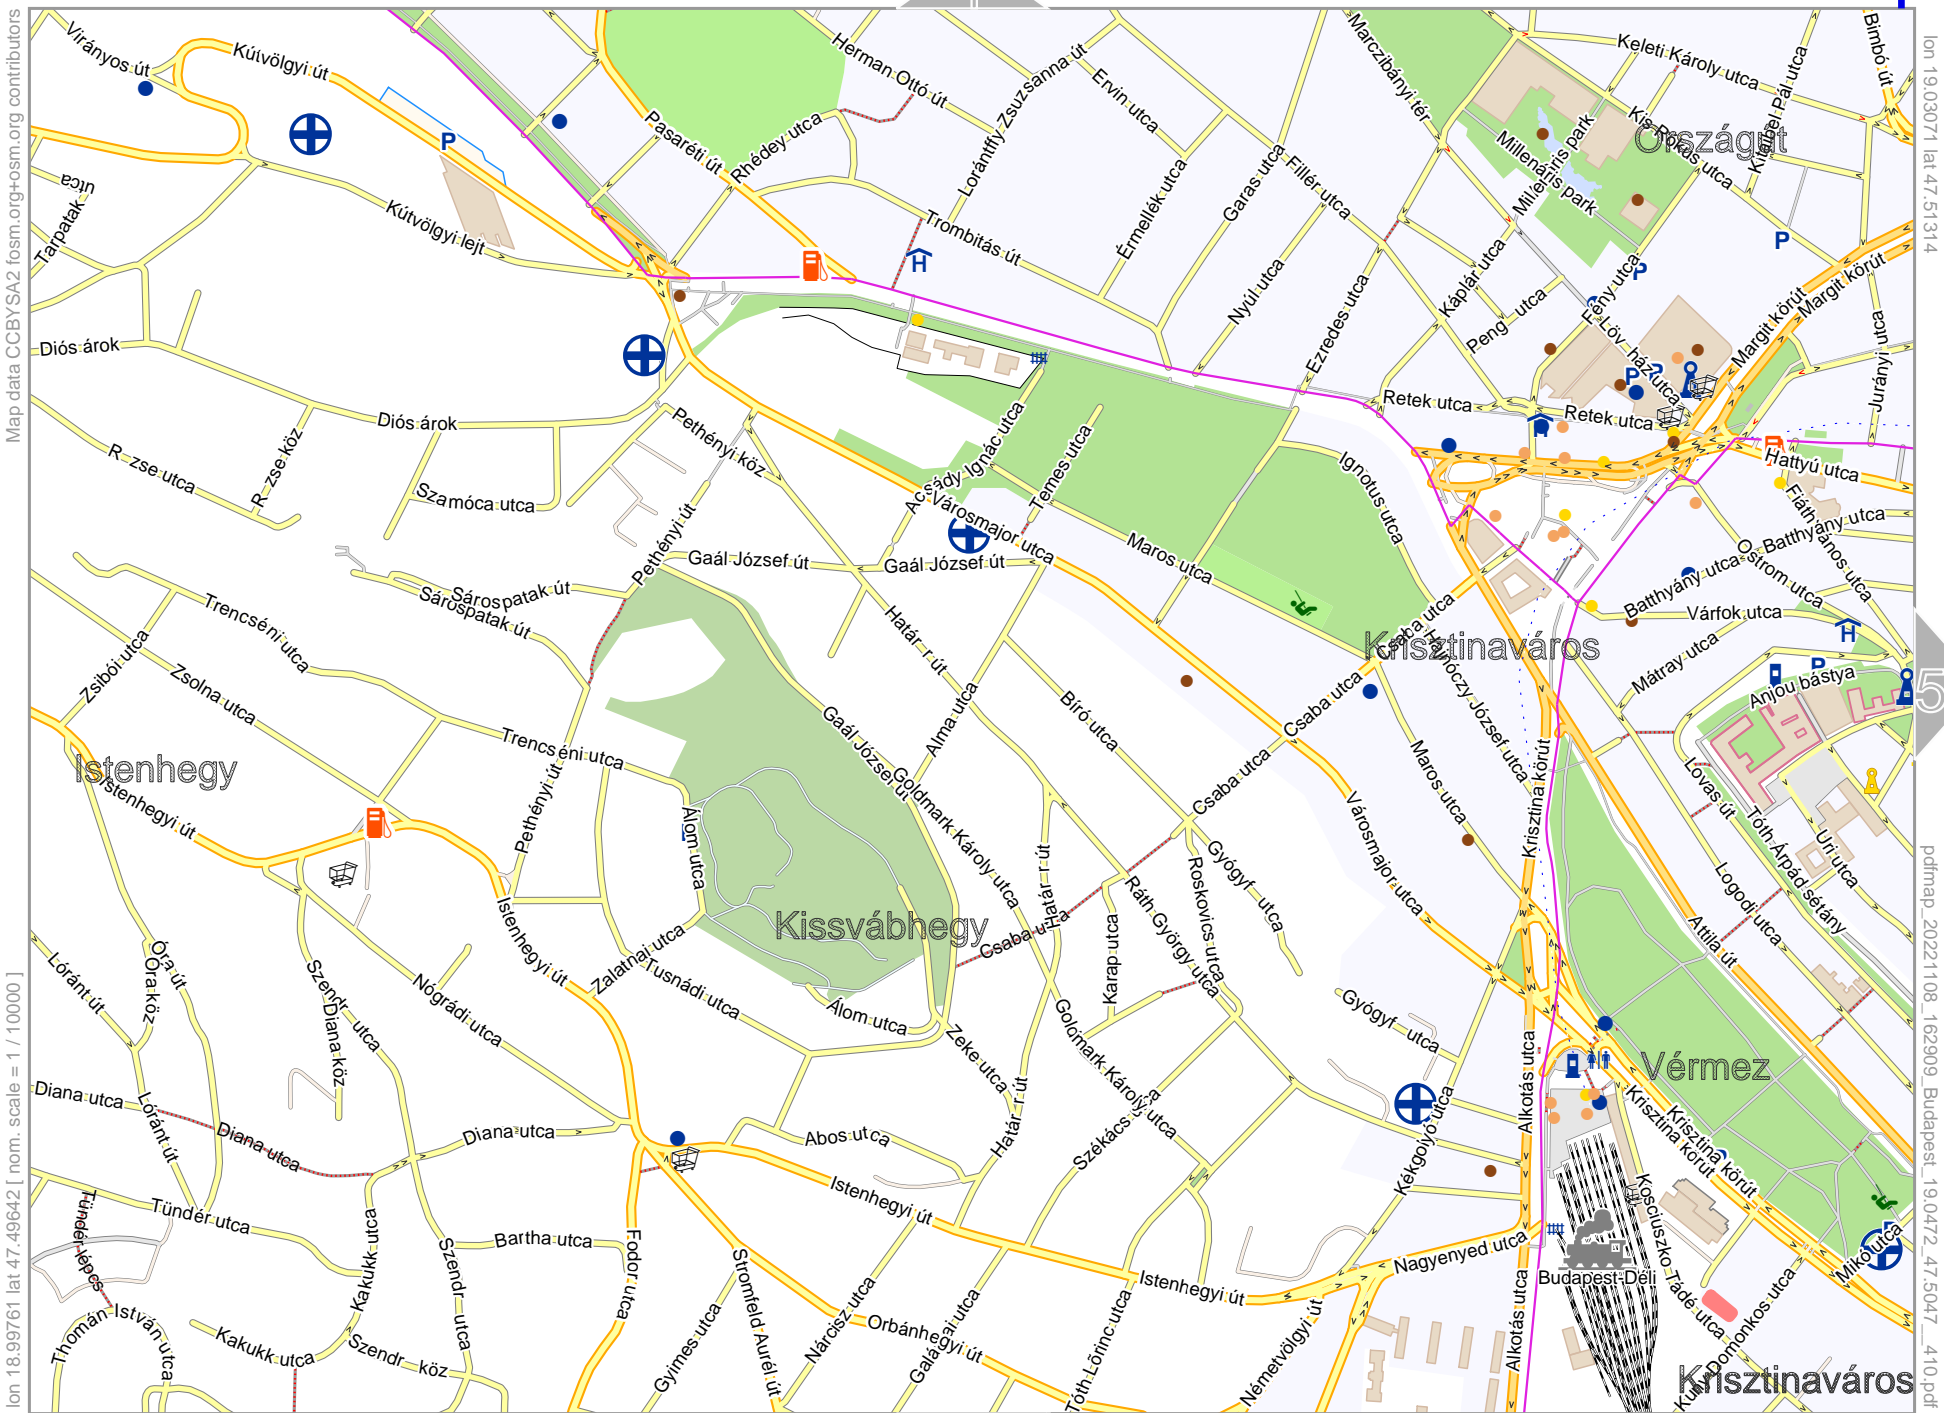 Map data CCBYSA2 fosm.org+osm.org contributors
lon 18.99761 lat 47.49642 [ nom. scale = 1 / 10000 ]
lon 19.03071 lat 47.51314
pdfmap_20221108_162909_Budapest_19.0472_47.5047__410.pdf
5
Virányos út
Kútvölgyi út
Herman Ottó út
Lorántffy Zsuzsanna út
Ervin utca
Marczibányi tér
Keleti Károly utca
Kitaibel Pál utca
Bimbó út
Pasaréti út
Rhédey utca
Garas utca
Fillér utca
Millenáris park
Millenáris park
Kis Rókus utca
Országút
P
Tarpatak utca
Kútvölgyi lejt
Trombitás út
Érmellék utca
Nyúl utca
Ezredes utca
Káplár utca
Fény utca
P
P
H
Margit körút
Margit körút
Jurányi utca
Diós árok
Diós árok
Retek utca
Retek utca
P
Hattyú utca
R zse utca
R zse köz
Szamóca utca
Pethényi köz
Pethényi út
Acsády Ignác utca
Temes utca
Ignotus utca
Városmajor utca
Maros utca
Batthyány utca
Batthyány utca
Ostrom utca
Várfok utca
H
Gaál József út
Gaál József út
Sárospatak út
Sárospatak út
Trencséni utca
Határ r út
Csaba utca
Krisztinaváros
Hajnóczy József utca
Mátray utca
Anjou bástya
P
Zsibói utca
Zsolna utca
Alma utca
Bíró utca
Csaba utca
Csaba utca
Trencséni utca
Gaál József út
Goldmark Károly utca
Maros utca
Krisztina körút
Lovas út
Tóth Árpád sétány
Úri utca
Istenhegy
Istenhegyi út
Pethényi út
Álom utca
Határ r út
Városmajor utca
Logodi utca
Attila út
Ráth György utca
Roskovics utca
Gyógyf utca
Kissvábhegy
Istenhegyi út
Zalatnai utca
Tusnádi utca
Álom utca
Karap utca
Gyógyf utca
Lóránt út
Óra út
Óra köz
Szendr utca
Diana köz
Nógrádi utca
Zeke utca
Goldmark Károly utca
Határ r út
Székács
Alkotás utca
Kékgolyó utca
Vérmez
Krisztina körút
Krisztina körút
Diana utca
Diana utca
Diana utca
Lóránt út
Abos utca
Istenhegyi út
Tündér utca
Kakukk utca
Szendr utca
Bartha utca
Fodor utca
Stromfeld Aurél út
Istenhegyi út
Nagyenyed utca
Budapest-Déli
Kosciuszko Tádé utca
Mikó utca
Thomán István utca
Kakukk utca
Szendr köz
Gyimes utca
Nárcisz utca
Orbánhegyi út
Tóth Lőrinc utca
Németvölgyi út
Alkotás utca
Krisztinaváros